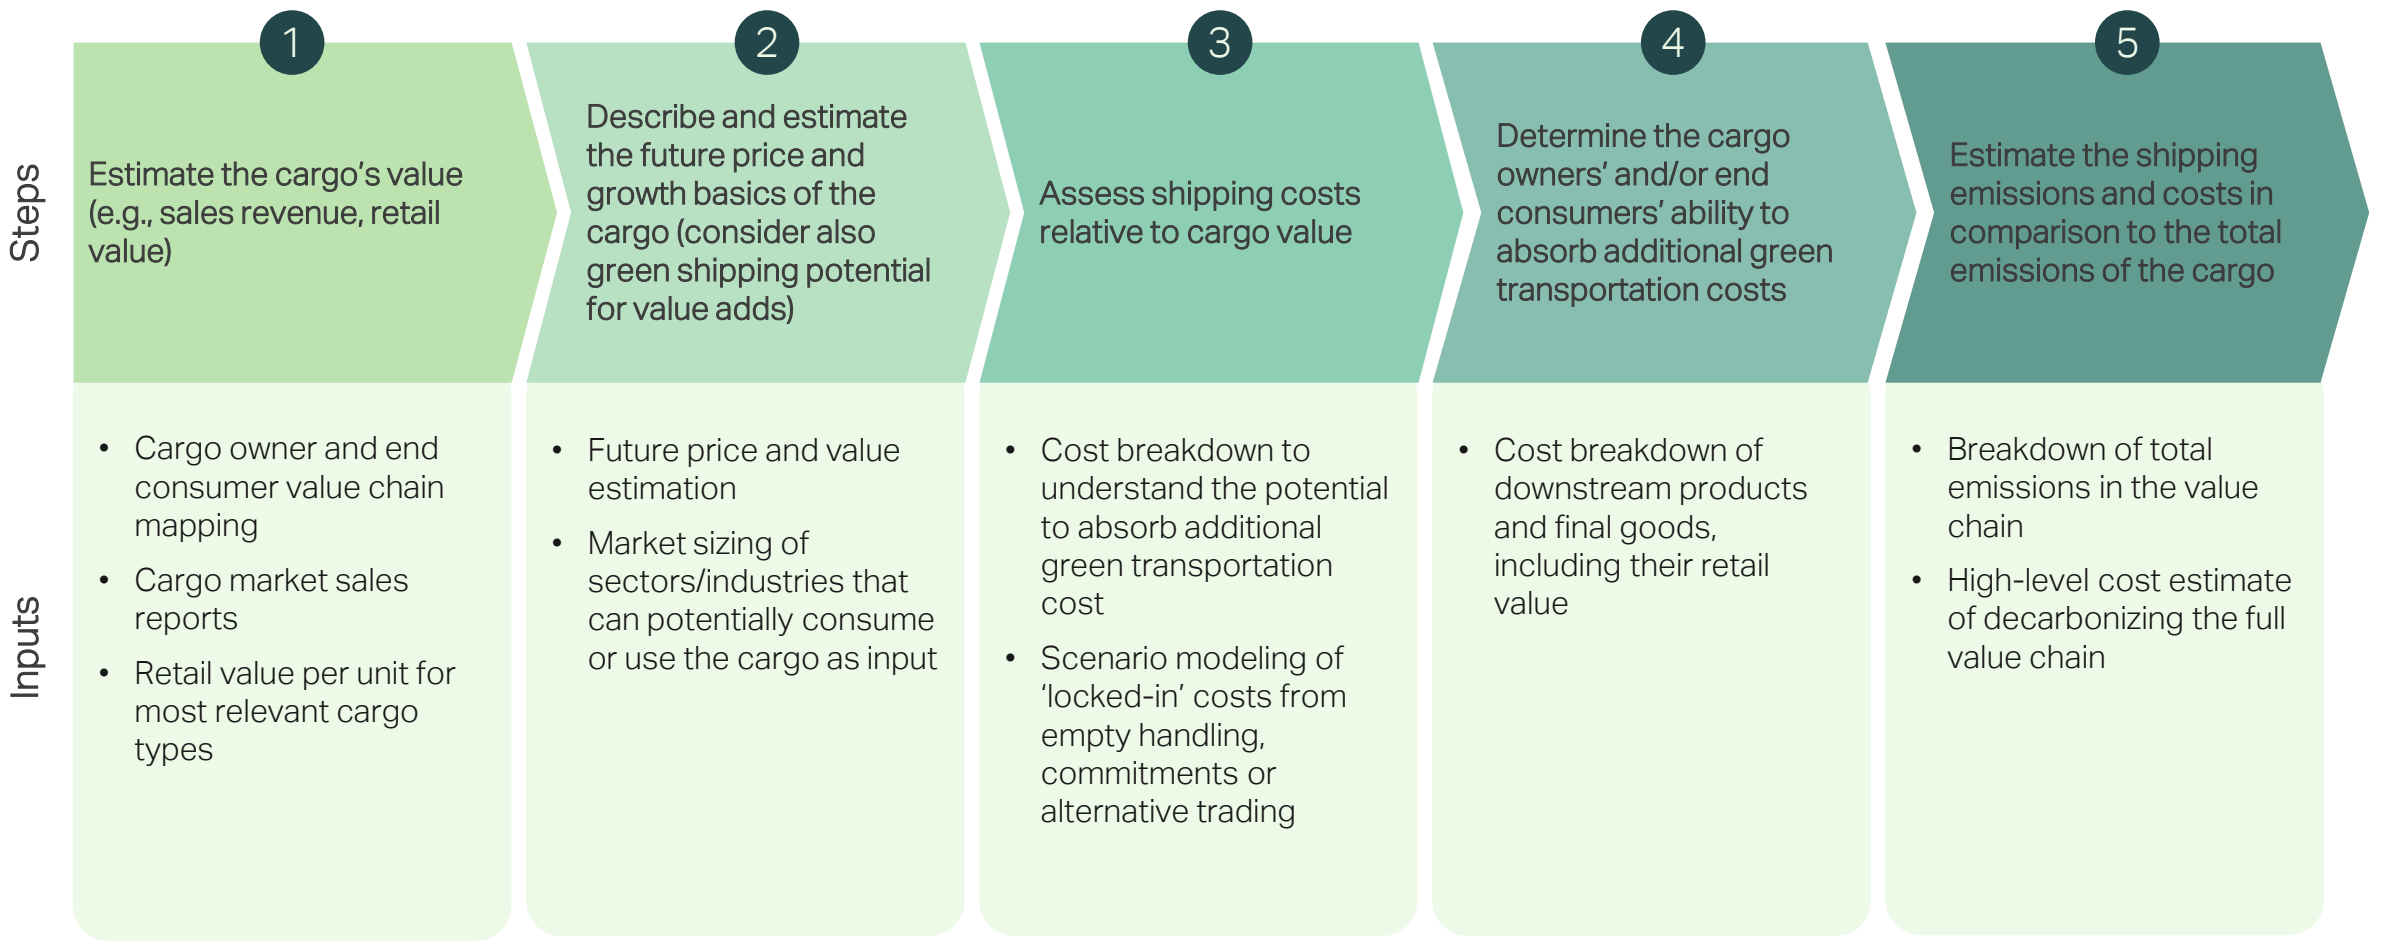 1
2
3
4
5
Steps
Estimate the cargo’s value
(e.g., sales revenue, retail
value)
Describe and estimate
the future price and
growth basics of the
cargo (consider also
green shipping potential
for value adds)
Assess shipping costs
relative to cargo value
Determine the cargo
owners’ and/or end
consumers’ ability to
absorb additional green
transportation costs
Estimate the shipping
emissions and costs in
comparison to the total
emissions of the cargo
Inputs
• Cargo owner and end
consumer value chain
mapping
• Cargo market sales
reports
• Retail value per unit for
most relevant cargo
types
• Future price and value
estimation
• Market sizing of
sectors/industries that
can potentially consume
or use the cargo as input
• Cost breakdown to
understand the potential
to absorb additional
green transportation
cost
• Scenario modeling of
‘locked-in’ costs from
empty handling,
commitments or
alternative trading
• Cost breakdown of
downstream products
and final goods,
including their retail
value
• Breakdown of total
emissions in the value
chain
• High-level cost estimate
of decarbonizing the full
value chain